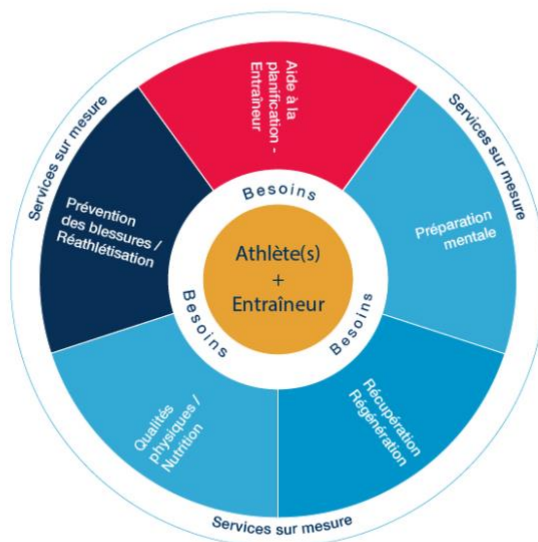 Services sur mesure
Aide à la
planification -
Entraîneur
Services sur mesure
Prévention
des blessures /
Réathlétisation
Besoins
Athlète(s)
+
Entraîneur
Besoins
Besoins
Préparation
mentale
Qualités
physiques /
Nutrition
Récupération
Régénération
Services sur mesure